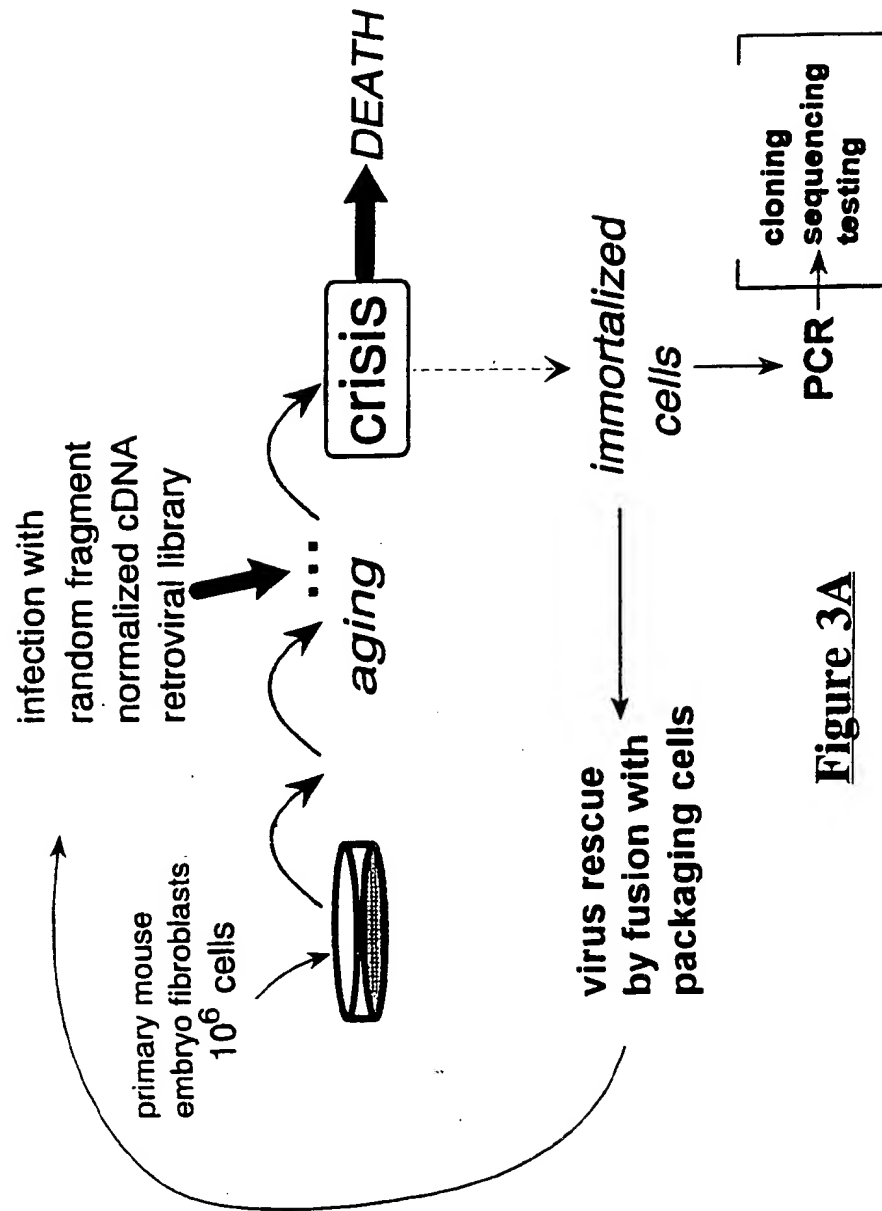 infection with
random fragment
normalized cDNA
retroviral library
primary mouse
embryo fibroblasts
10⁶ cells
...
aging
crisis
DEATH
immortalized
cells
virus rescue
by fusion with
packaging cells
PCR
cloning
sequencing
testing
Figure 3A